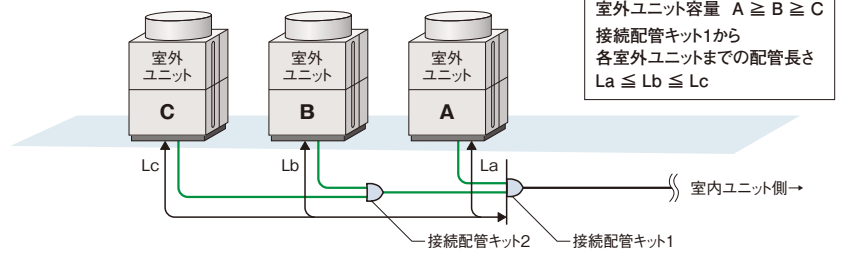 室外ユニット容量 A ≧ B ≧ C
接続配管キット1から
各室外ユニットまでの配管長さ
La ≦ Lb ≦ Lc
室外
ユニット
C
室外
ユニット
B
室外
ユニット
A
Lc
Lb
La
室内ユニット側→
接続配管キット2
接続配管キット1